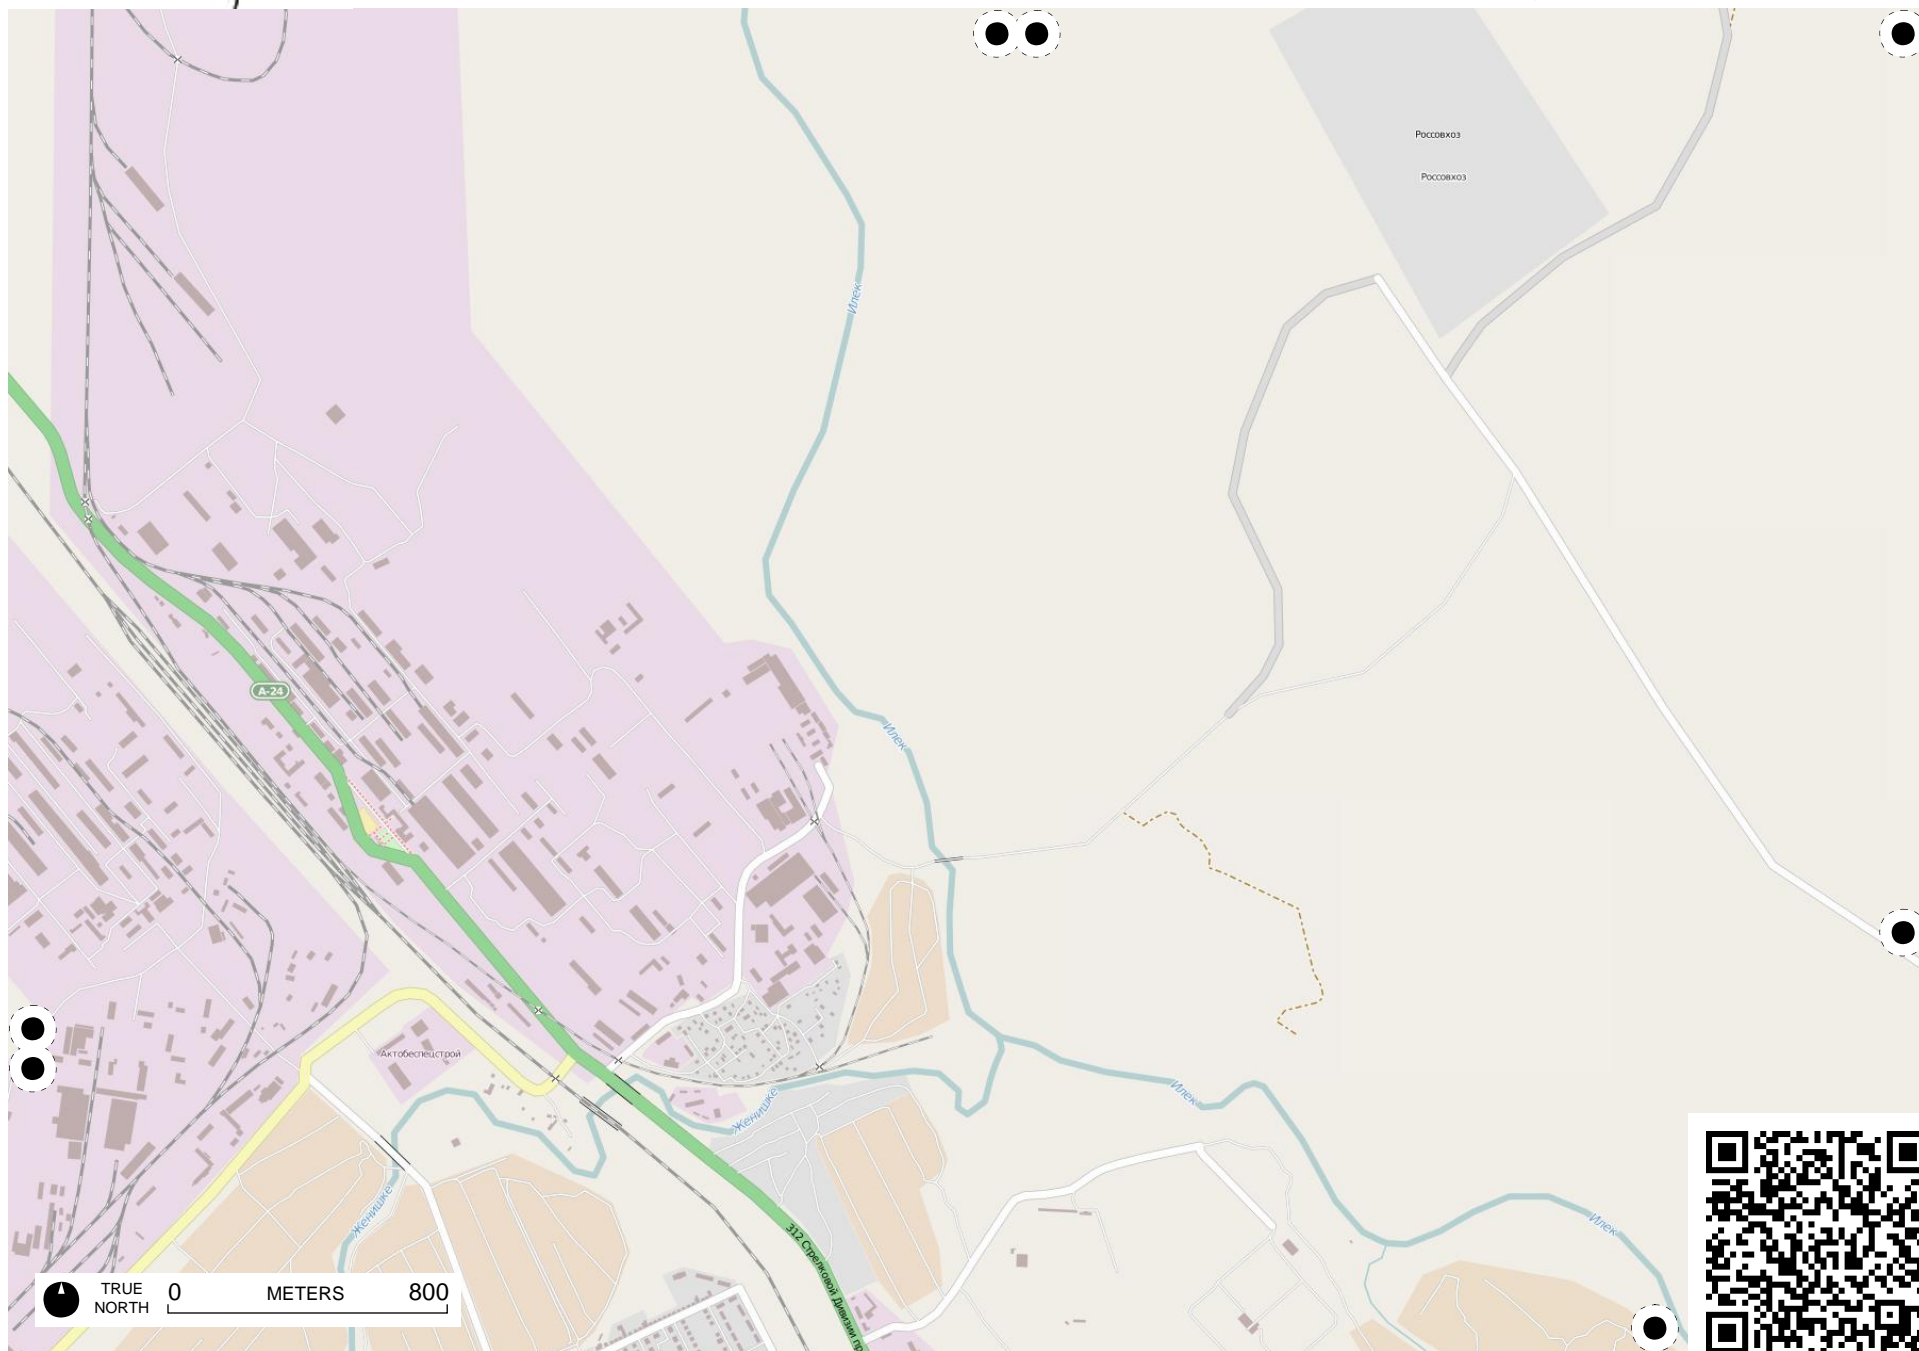 Россовхоз
Россовхоз
Илек
A-24
Илек
Актобеспецстрой
Илек
Женишке
Женишке
Илек
312 Стрелковой Дивизии пр
TRUE NORTH
0 METERS 800